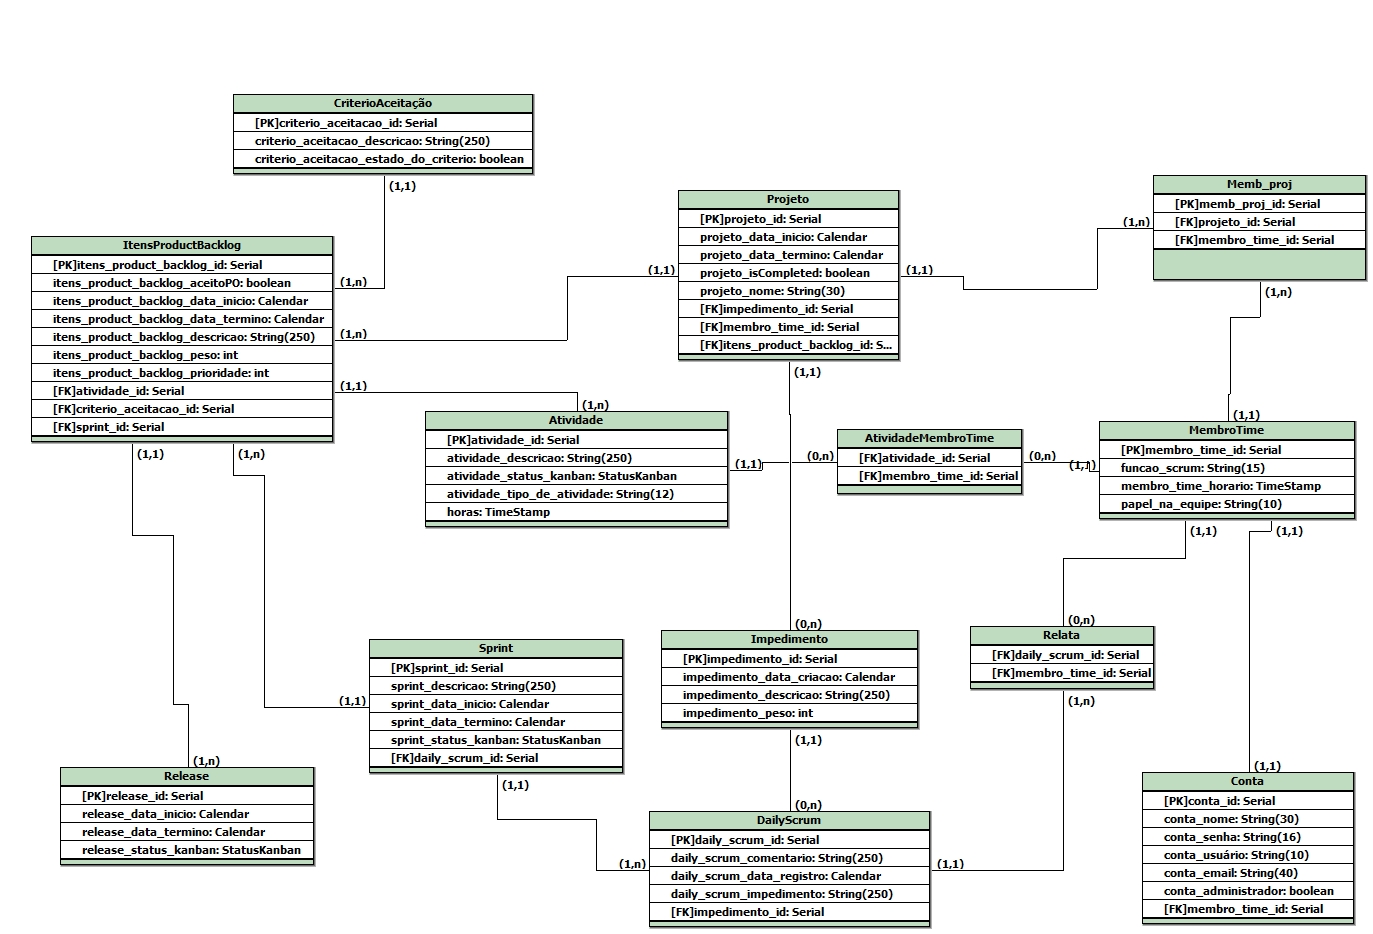 CriterioAceitação
[PK]criterio_aceitacao_id: Serial
criterio_aceitacao_descricao: String(250)
criterio_aceitacao_estado_do_criterio: boolean
(1,1)
ItensProductBacklog
[PK]itens_product_backlog_id: Serial
itens_product_backlog_aceitoPO: boolean
itens_product_backlog_data_inicio: Calendar
itens_product_backlog_data_termino: Calendar
itens_product_backlog_descricao: String(250)
itens_product_backlog_peso: int
itens_product_backlog_prioridade: int
[FK]atividade_id: Serial
[FK]criterio_aceitacao_id: Serial
[FK]sprint_id: Serial
(1,n)
(1,n)
(1,1)
(1,1)
(1,n)
Projeto
[PK]projeto_id: Serial
projeto_data_inicio: Calendar
projeto_data_termino: Calendar
projeto_isCompleted: boolean
projeto_nome: String(30)
[FK]impedimento_id: Serial
[FK]membro_time_id: Serial
[FK]itens_product_backlog_id: S...
(1,1)
(1,1)
(1,1)
Memb_proj
[PK]memb_proj_id: Serial
[FK]projeto_id: Serial
[FK]membro_time_id: Serial
(1,n)
(1,n)
(1,n)
Atividade
[PK]atividade_id: Serial
atividade_descricao: String(250)
atividade_status_kanban: StatusKanban
atividade_tipo_de_atividade: String(12)
horas: TimeStamp
(1,1)
(0,n)
AtividadeMembroTime
[FK]atividade_id: Serial
[FK]membro_time_id: Serial
(0,n)
(1,1)
(1,1)
MembroTime
[PK]membro_time_id: Serial
funcao_scrum: String(15)
membro_time_horario: TimeStamp
papel_na_equipe: String(10)
(1,1)
(1,1)
(1,1)
Sprint
[PK]sprint_id: Serial
sprint_descricao: String(250)
sprint_data_inicio: Calendar
sprint_data_termino: Calendar
sprint_status_kanban: StatusKanban
[FK]daily_scrum_id: Serial
(1,1)
(0,n)
Impedimento
[PK]impedimento_id: Serial
impedimento_data_criacao: Calendar
impedimento_descricao: String(250)
impedimento_peso: int
(1,1)
(0,n)
Relata
[FK]daily_scrum_id: Serial
[FK]membro_time_id: Serial
(1,n)
(1,n)
Release
[PK]release_id: Serial
release_data_inicio: Calendar
release_data_termino: Calendar
release_status_kanban: StatusKanban
(0,n)
DailyScrum
[PK]daily_scrum_id: Serial
daily_scrum_comentario: String(250)
daily_scrum_data_registro: Calendar
daily_scrum_impedimento: String(250)
[FK]impedimento_id: Serial
(1,n)
(1,1)
(1,1)
Conta
[PK]conta_id: Serial
conta_nome: String(30)
conta_senha: String(16)
conta_usuário: String(10)
conta_email: String(40)
conta_administrador: boolean
[FK]membro_time_id: Serial